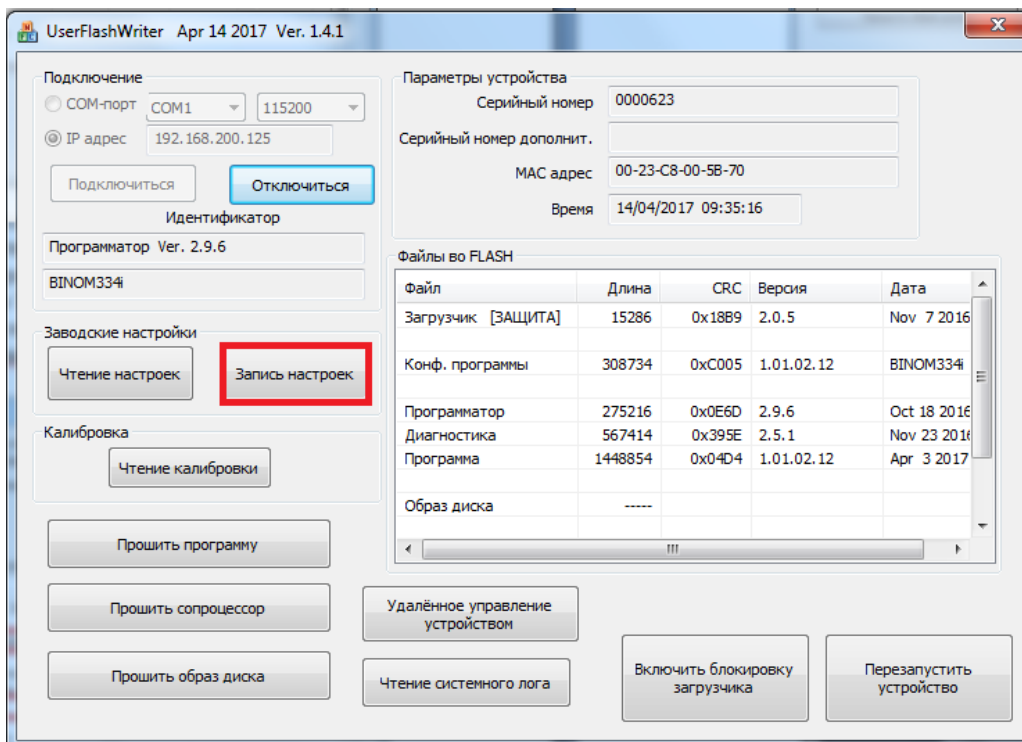 UserFlashWriter Apr 14 2017 Ver. 1.4.1
Подключение
COM-порт COM1 115200
IP адрес 192.168.200.125
Подключиться Отключиться
Идентификатор
Программатор Ver. 2.9.6
BINOM334i
Заводские настройки
Чтение настроек Запись настроек
Калибровка
Чтение калибровки
Прошить программу
Прошить сопроцессор
Прошить образ диска
Параметры устройства
Серийный номер 0000623
Серийный номер дополнит.
MAC адрес 00-23-C8-00-5B-70
Время 14/04/2017 09:35:16
Файлы во FLASH
Файл Длина CRC Версия Дата
Загрузчик [ЗАЩИТА] 15286 0x18B9 2.0.5 Nov 7 2016
Конф. программы 308734 0xC005 1.01.02.12 BINOM334i
Программатор 275216 0x0E6D 2.9.6 Oct 18 2016
Диагностика 567414 0x395E 2.5.1 Nov 23 2016
Программа 1448854 0x04D4 1.01.02.12 Apr 3 2017
Образ диска -----
Удалённое управление
устройством
Чтение системного лога
Включить блокировку
загрузчика
Перезапустить
устройство